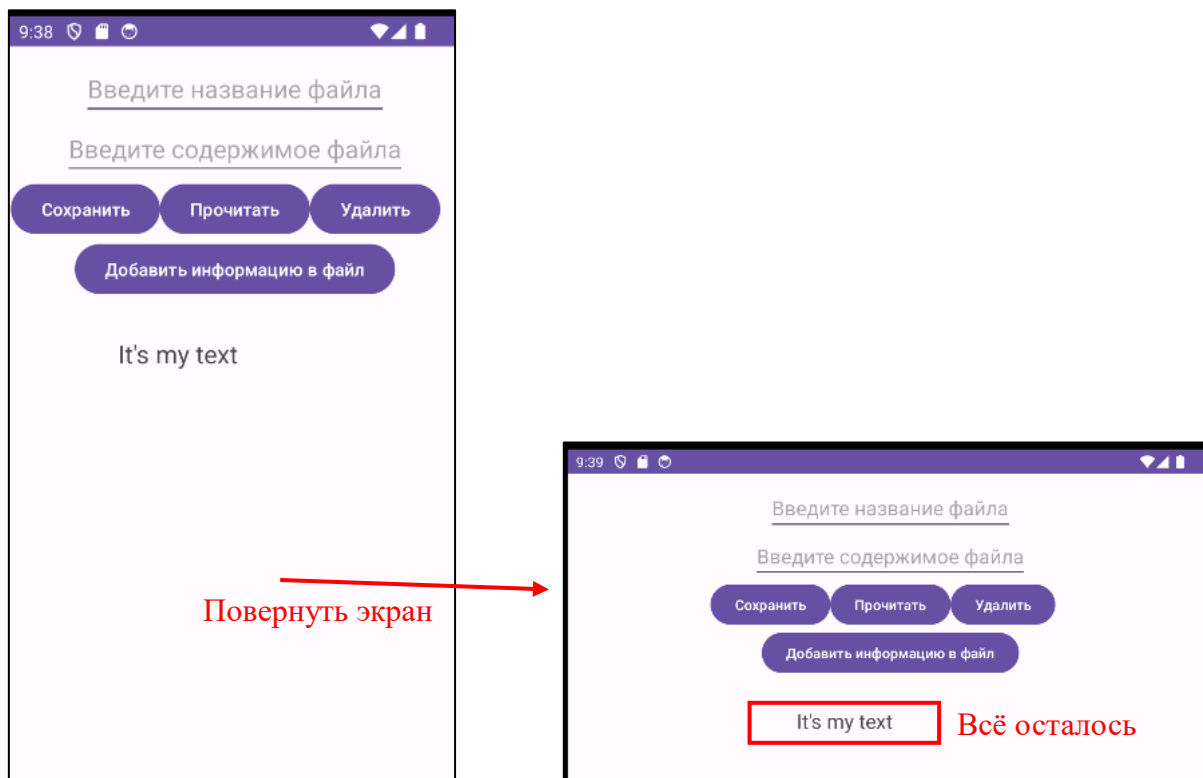 9:38
Введите название файла
Введите содержимое файла
Сохранить Прочитать Удалить
Добавить информацию в файл
It's my text
Повернуть экран
9:39
Введите название файла
Введите содержимое файла
Сохранить Прочитать Удалить
Добавить информацию в файл
It's my text
Всё осталось